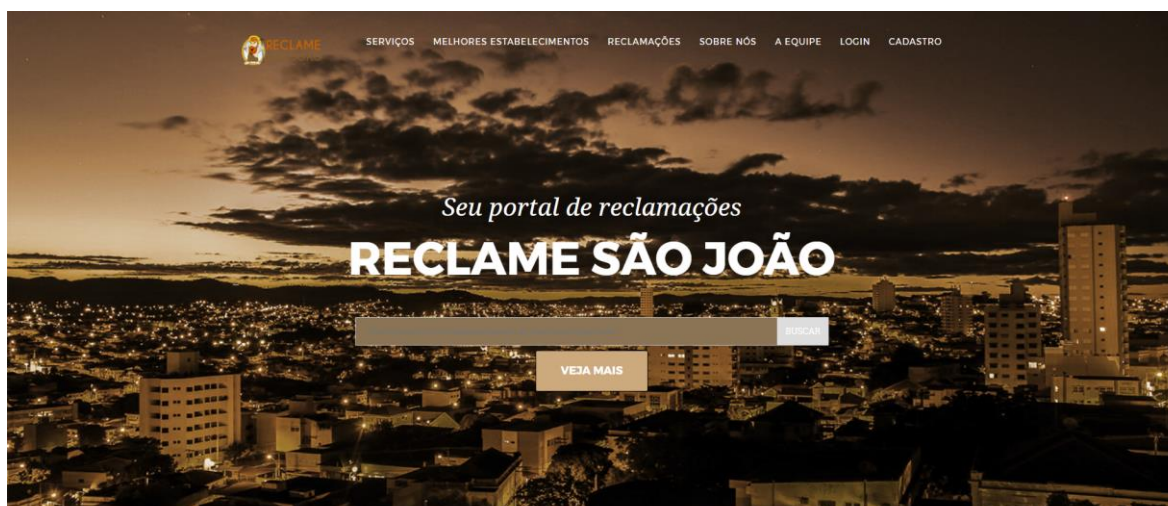 RECLAME
SERVIÇOS MELHORES ESTABELECIMENTOS RECLAMAÇÕES SOBRE NÓS A EQUIPE LOGIN CADASTRO
Seu portal de reclamações
RECLAME SÃO JOÃO
BUSCAR
VEJA MAIS